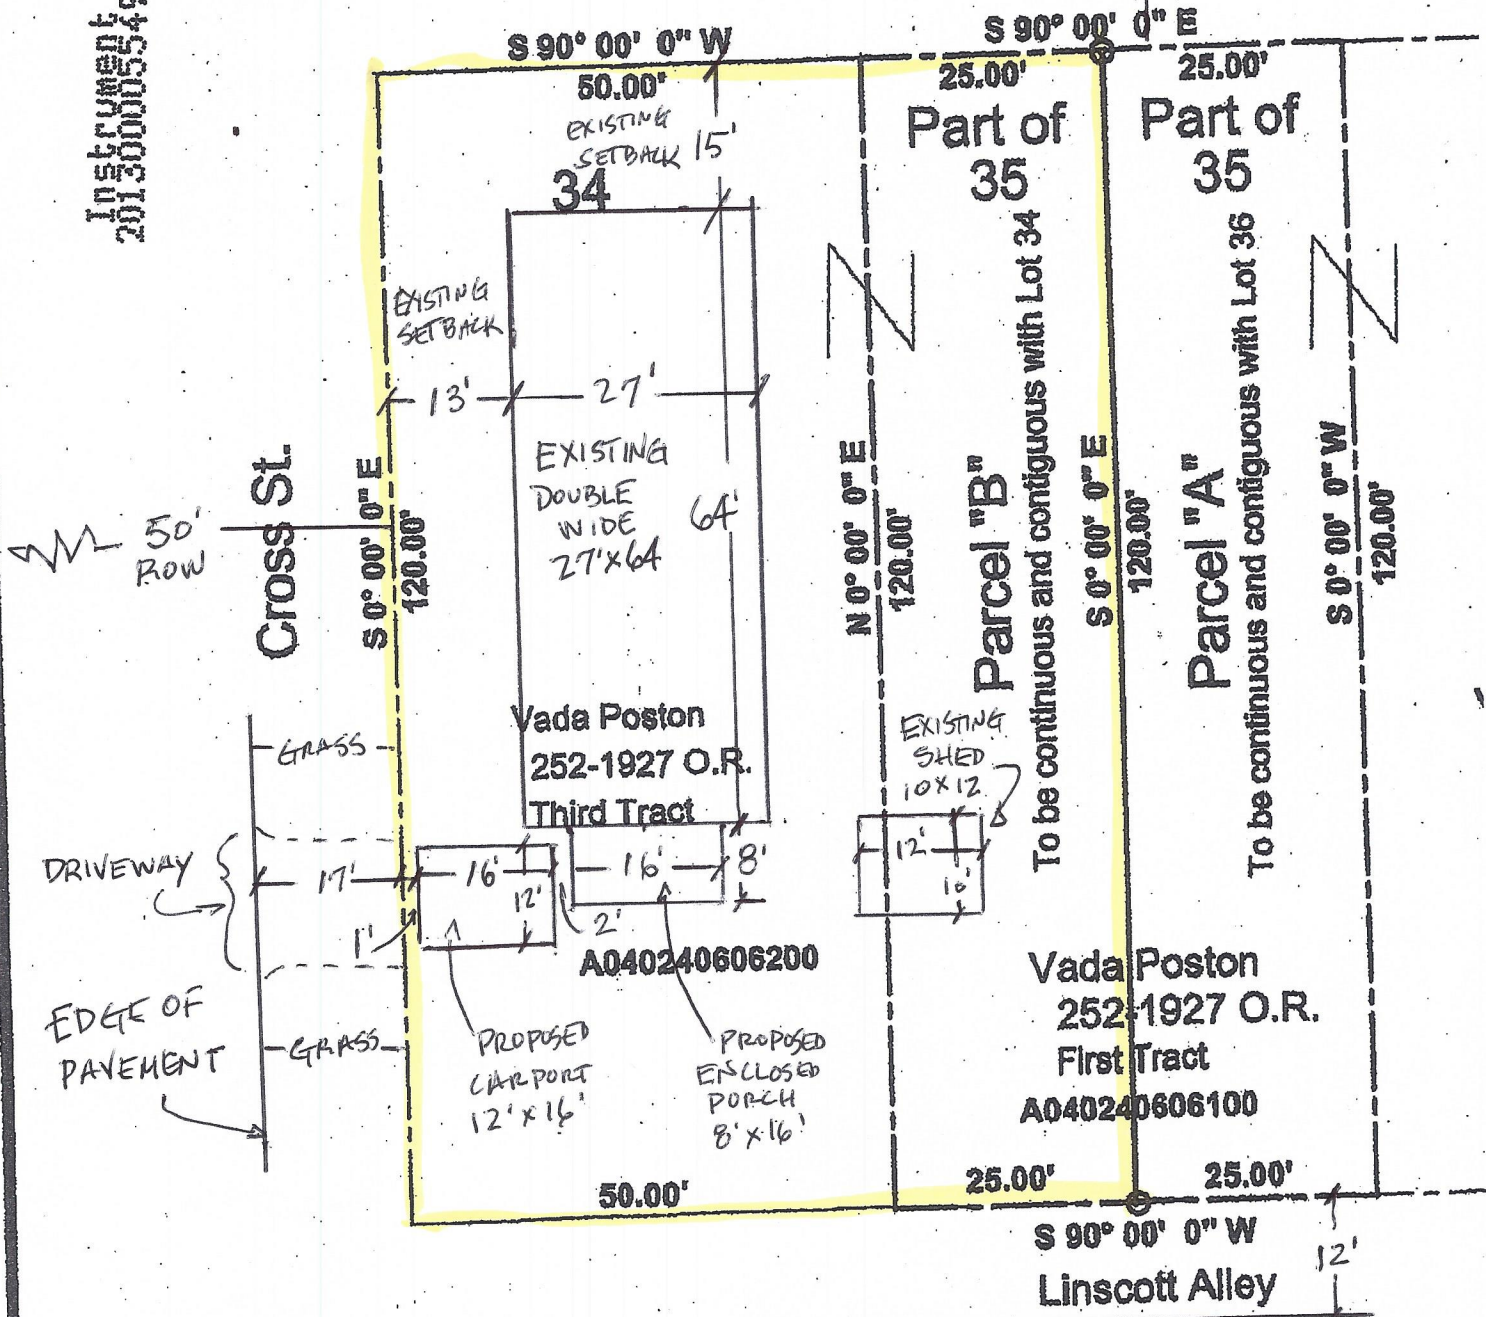 Instrument
S 90° 00' 0" W
50.00'
S 90° 00' 0" E
25.00'
25.00'
EXISTING
SETBACK 15'
34
Part of
35
Part of
35
EXISTING
SETBACK
13'
27'
EXISTING
DOUBLE
WIDE
27'X64
64'
50'
ROW
Cross St.
S 0° 00' 0" E
120.00'
N 0° 00' 0" E
120.00'
Parcel "B"
To be continuous and contiguous with Lot 34
S 0° 00' 0" E
120.00'
Parcel "A"
To be continuous and contiguous with Lot 36
S 0° 00' 0" W
120.00'
Vada Poston
252-1927 O.R.
Third Tract
EXISTING
SHED
10X12
12'
10'
GRASS
DRIVEWAY
17'
16'
12'
1'
2'
16'
8'
A040240606200
EDGE OF
PAVEMENT
GRASS
PROPOSED
CARPORT
12'X16'
PROPOSED
ENCLOSED
PORCH
8'X16'
Vada Poston
252-1927 O.R.
First Tract
A040240606100
50.00'
25.00'
25.00'
S 90° 00' 0" W
Linscott Alley
12'